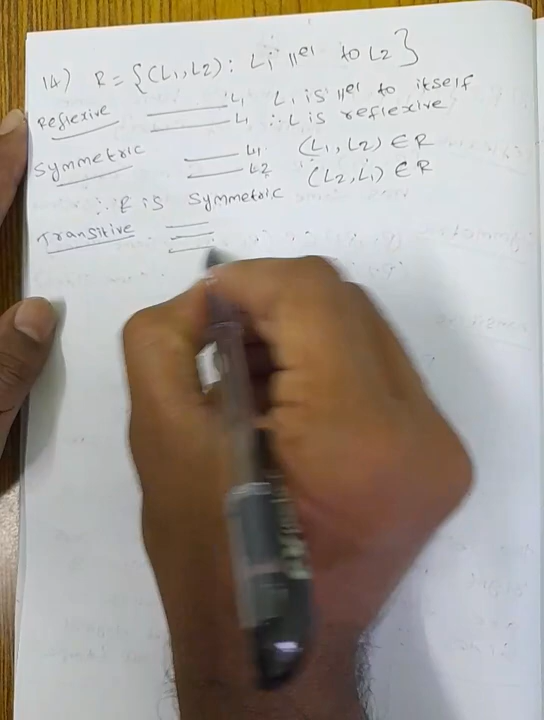 14) R = {(L1, L2) : L1 ||el to L2}
Reflexive L1 L1 is ||el to itself
L1 ∴ L is reflexive
Symmetric L1 (L1, L2) ∈ R
L2 (L2, L1) ∈ R
∴ R is Symmetric
Transitive